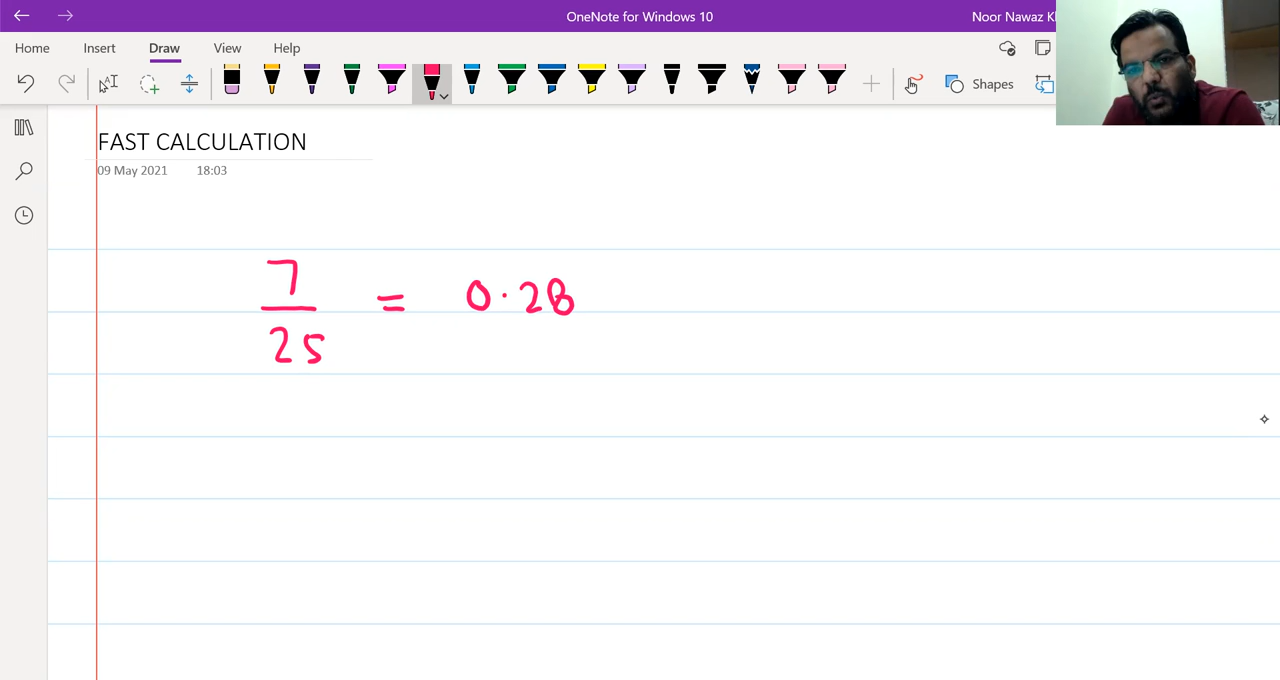 OneNote for Windows 10
Noor Nawaz Kh
Home Insert Draw View Help
Shapes
FAST CALCULATION
09 May 2021 18:03
7
25
= 0.28